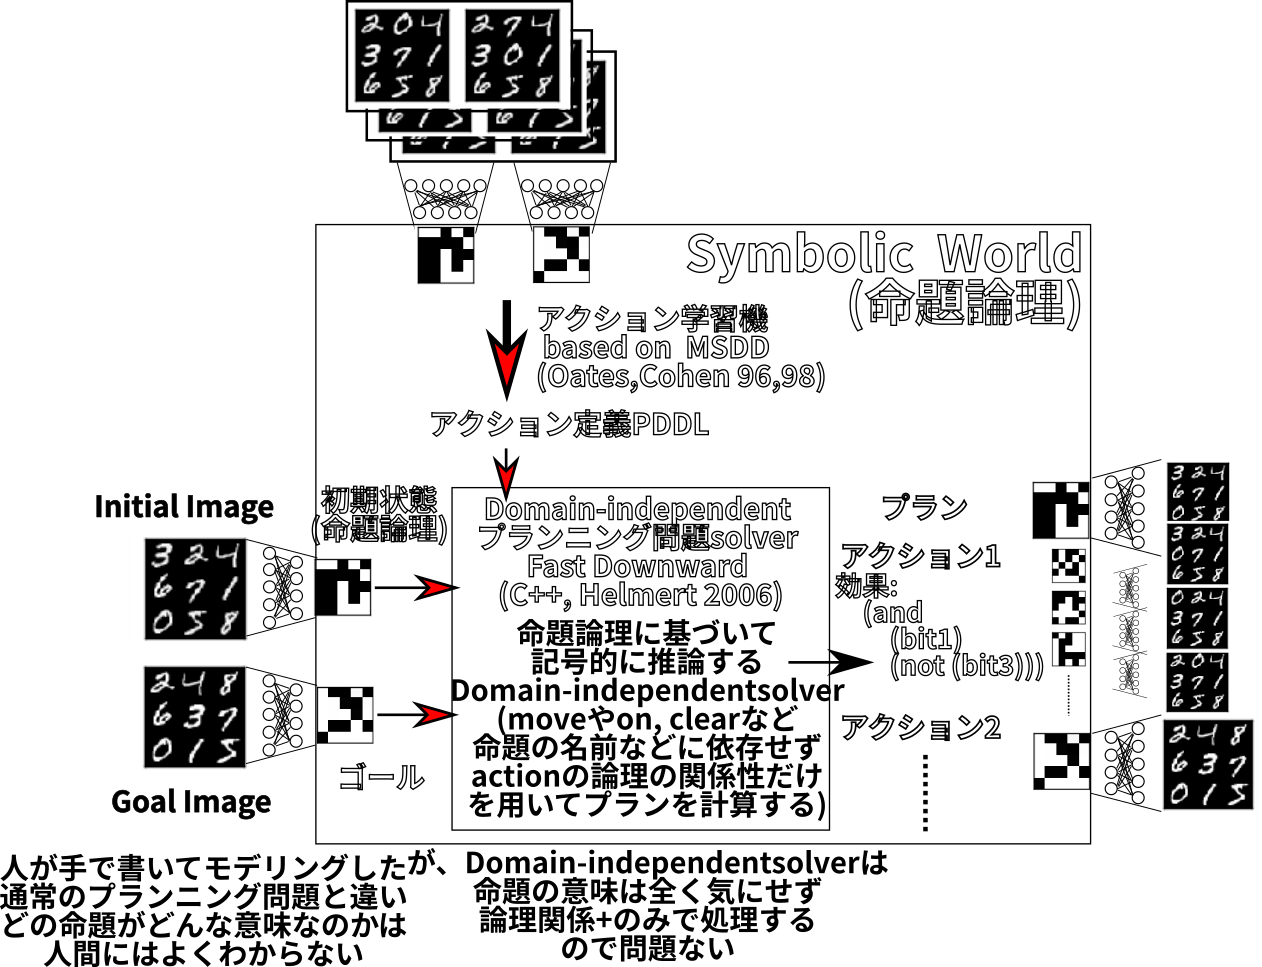 2 0 4
3 7 1
6 5 8
2 7 4
3 0 1
6 5 8
6 1 5
6 1 5
6 1 5
Symbolic World
(命題論理)
アクション学習機
based on MSDD
(Oates,Cohen 96,98)
アクション定義PDDL
Initial Image
3 2 4
6 7 1
0 5 8
初期状態
(命題論理)
2 4 8
6 3 7
0 1 5
Goal Image
ゴール
Domain-independent
プランニング問題solver
Fast Downward
(C++, Helmert 2006)
命題論理に基づいて
記号的に推論する
Domain-independentsolver
(moveやon, clearなど
命題の名前などに依存せず
actionの論理の関係性だけ
を用いてプランを計算する)
プラン
アクション1
効果:
(and
(bit1)
(not (bit3)))
アクション2
3 2 4
6 7 1
0 5 8
3 2 4
0 7 1
6 5 8
0 2 4
3 7 1
6 5 8
2 0 4
3 7 1
6 5 8
2 4 8
6 3 7
0 1 5
人が手で書いてモデリングしたが、
通常のプランニング問題と違い
どの命題がどんな意味なのかは
人間にはよくわからない
Domain-independentsolverは
命題の意味は全く気にせず
論理関係+のみで処理する
ので問題ない